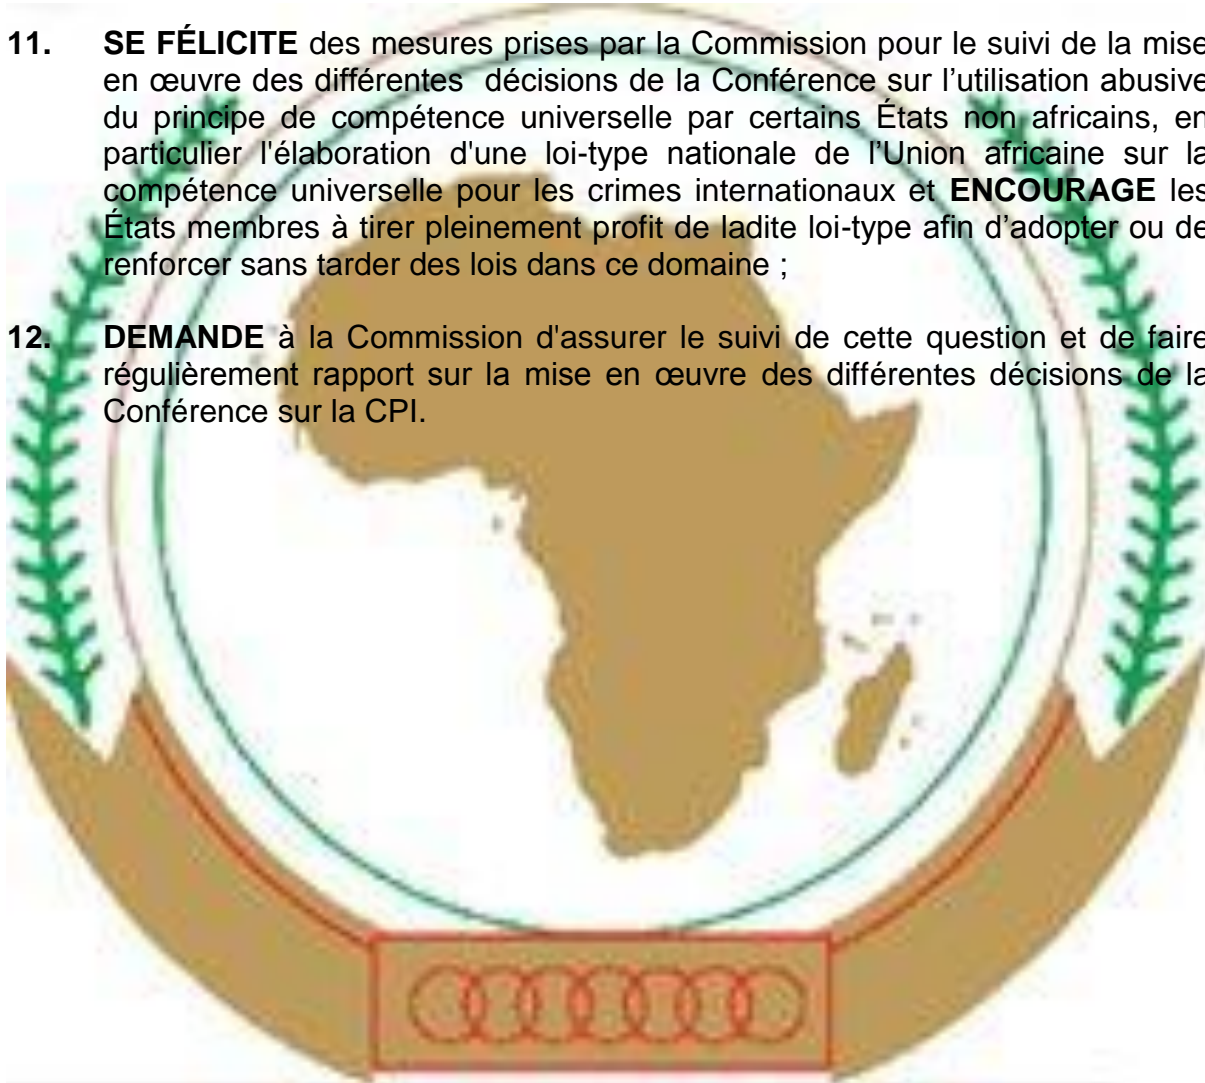 11. SE FÉLICITE des mesures prises par la Commission pour le suivi de la mise
en œuvre des différentes décisions de la Conférence sur l’utilisation abusive
du principe de compétence universelle par certains États non africains, en
particulier l'élaboration d'une loi-type nationale de l’Union africaine sur la
compétence universelle pour les crimes internationaux et ENCOURAGE les
États membres à tirer pleinement profit de ladite loi-type afin d’adopter ou de
renforcer sans tarder des lois dans ce domaine ;
12. DEMANDE à la Commission d'assurer le suivi de cette question et de faire
régulièrement rapport sur la mise en œuvre des différentes décisions de la
Conférence sur la CPI.